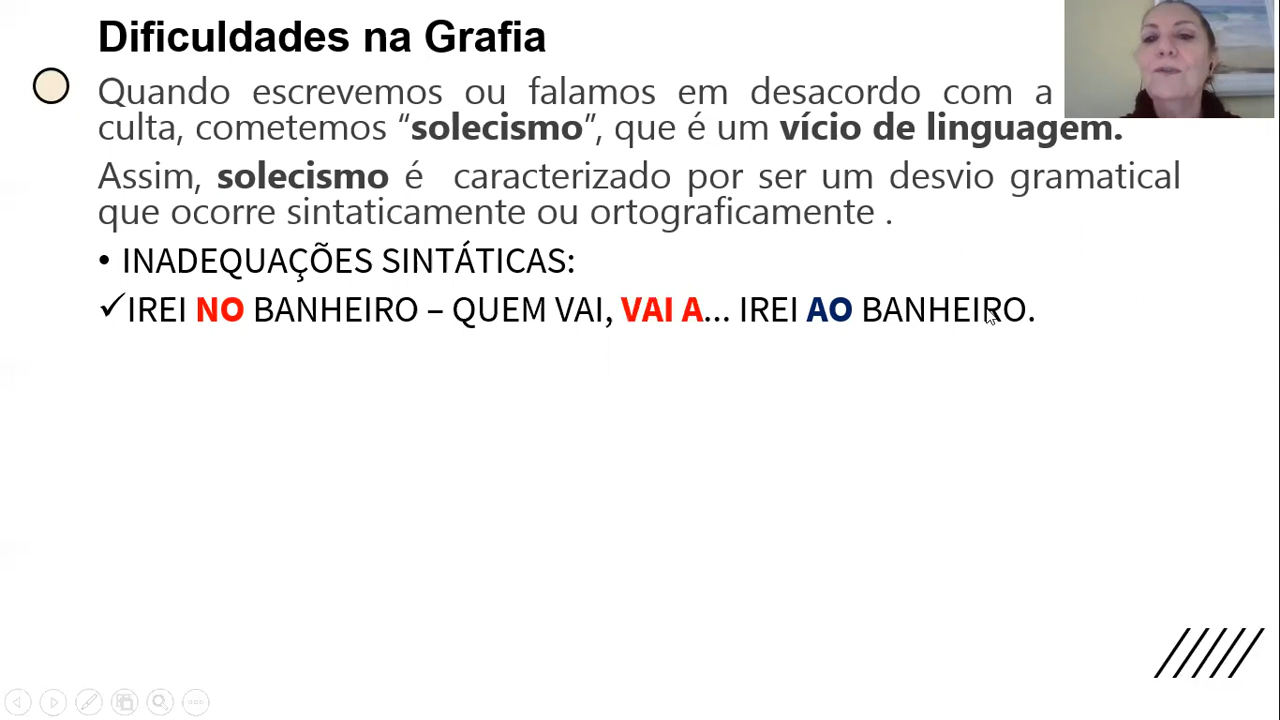 Dificuldades na Grafia
Quando escrevemos ou falamos em desacordo com a
culta, cometemos “solecismo”, que é um vício de linguagem.
Assim, solecismo é caracterizado por ser um desvio gramatical
que ocorre sintaticamente ou ortograficamente .
• INADEQUAÇÕES SINTÁTICAS:
✓IREI NO BANHEIRO – QUEM VAI, VAI A... IREI AO BANHEIRO.